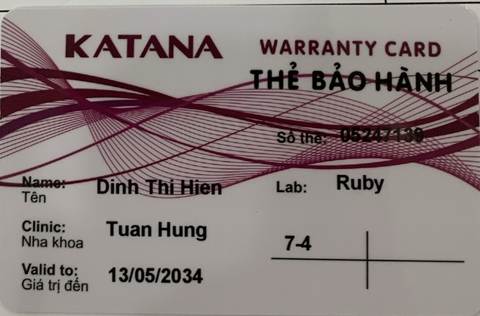 KATANA WARRANTY CARD
THẺ BẢO HÀNH
Số thẻ: 05247139
Name: Dinh Thi Hien Lab: Ruby
Tên
Clinic: Tuan Hung
Nha khoa
7-4
Valid to: 13/05/2034
Giá trị đến